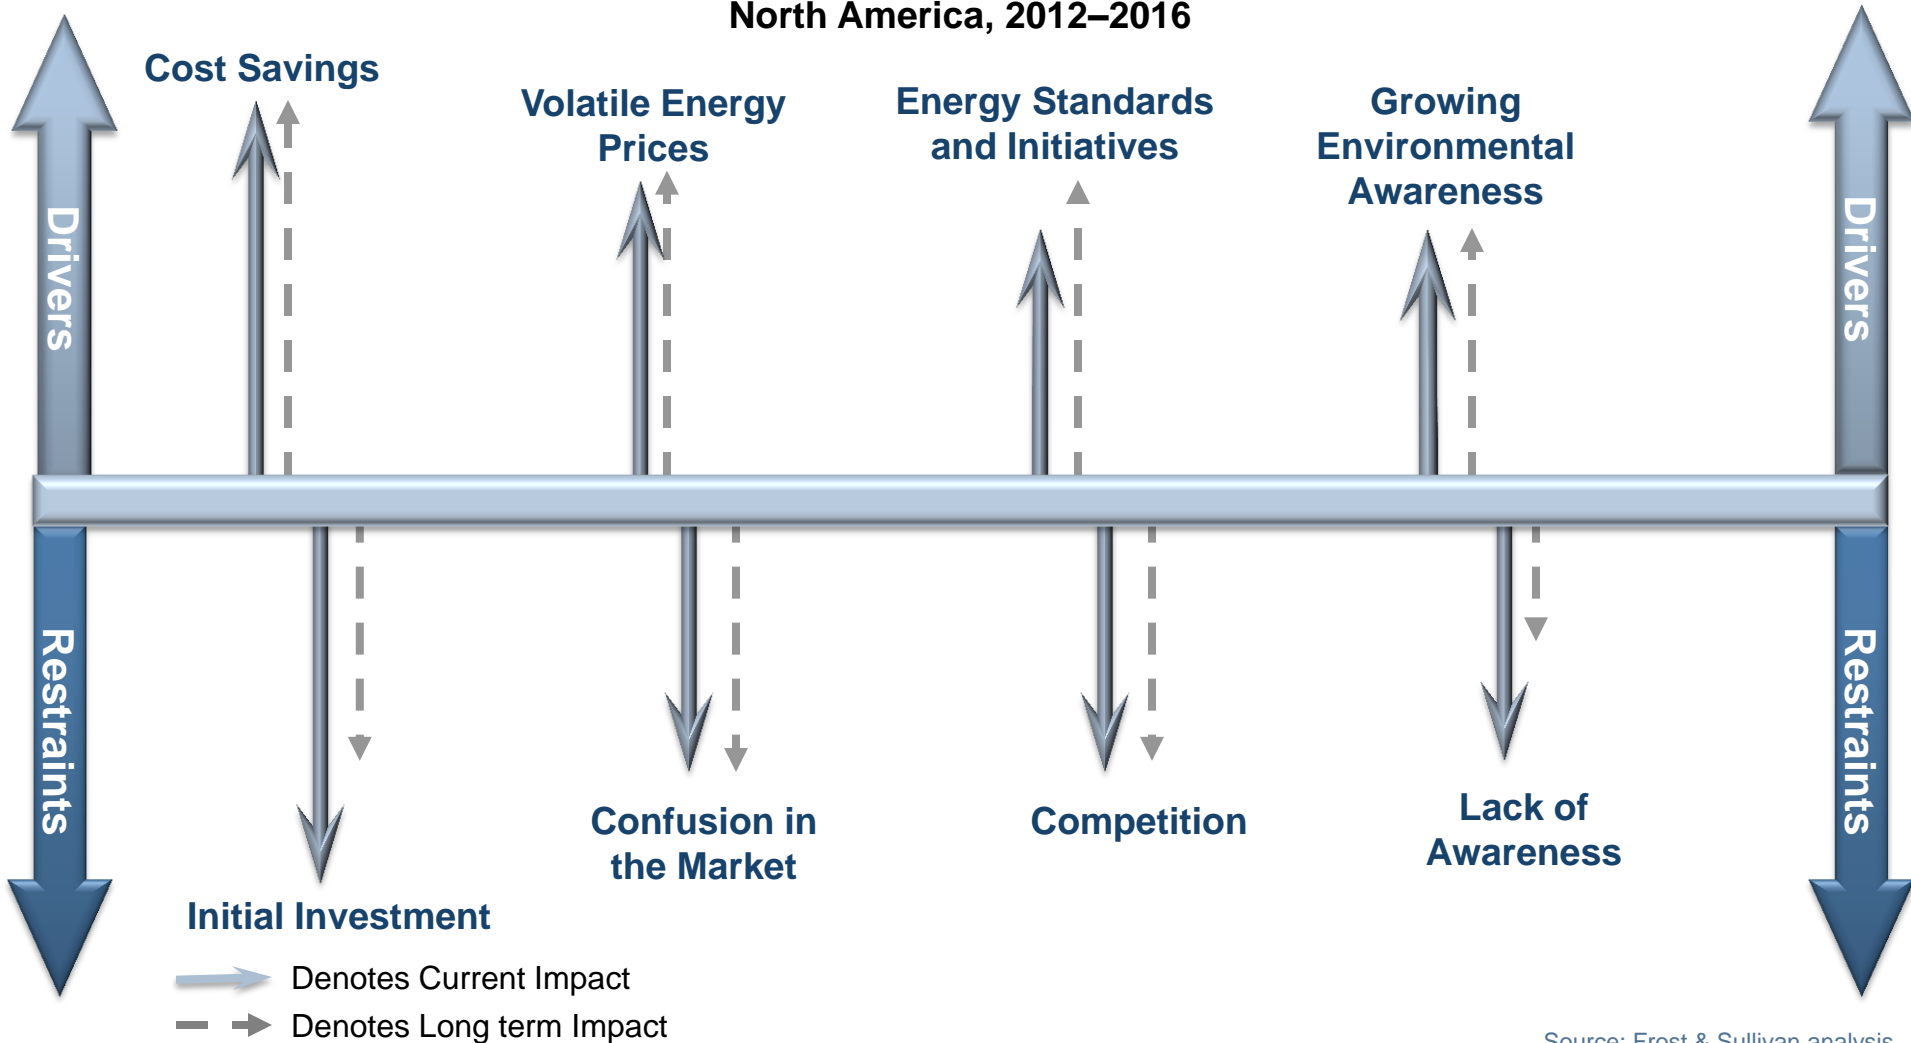 North America, 2012–2016
Cost Savings
Volatile Energy
Prices
Energy Standards
and Initiatives
Growing
Environmental
Awareness
Drivers
Drivers
Restraints
Restraints
Initial Investment
Confusion in
the Market
Competition
Lack of
Awareness
Denotes Current Impact
Denotes Long term Impact
Source: Frost & Sullivan analysis